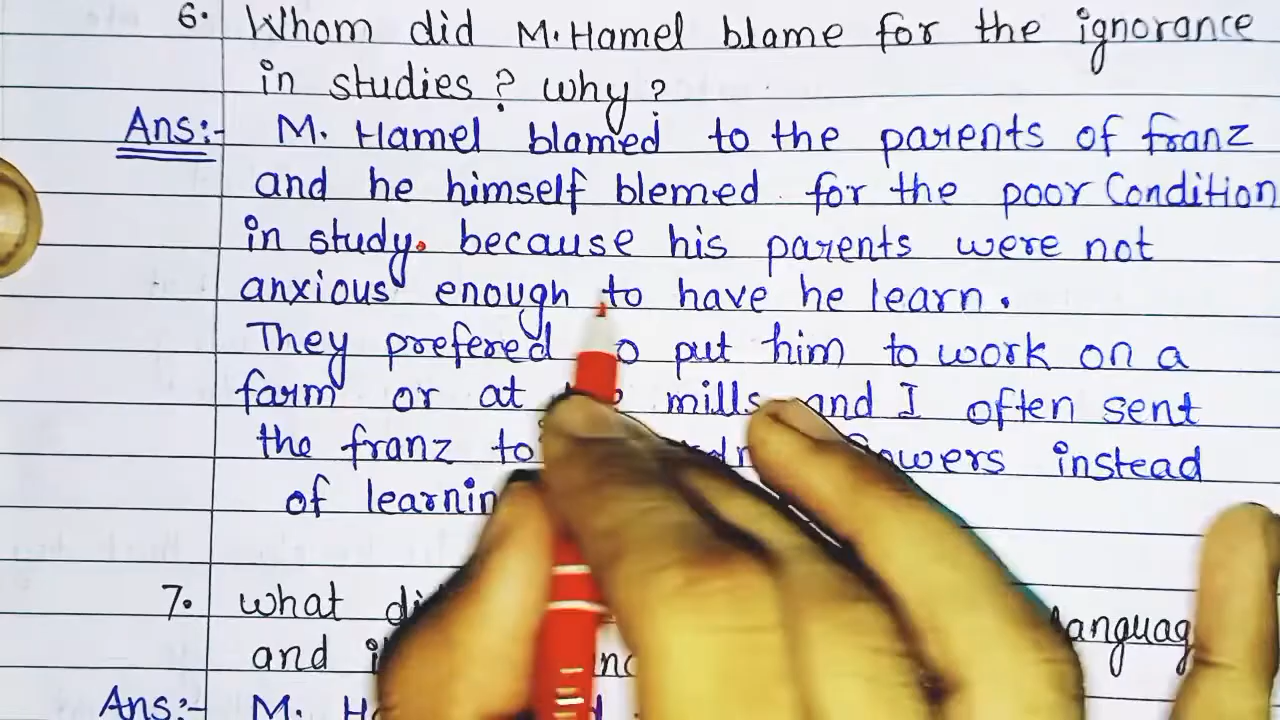 6. Whom did M. Hamel blame for the ignorance
in studies? why?
Ans:- M. Hamel blamed to the parents of franz
and he himself blemed for the poor Condition
in study. because his parents were not
anxious enough to have he learn.
They prefered to put him to work on a
farm or at mills and I often sent
the franz to instead
of
7. what
and
Ans:- M.